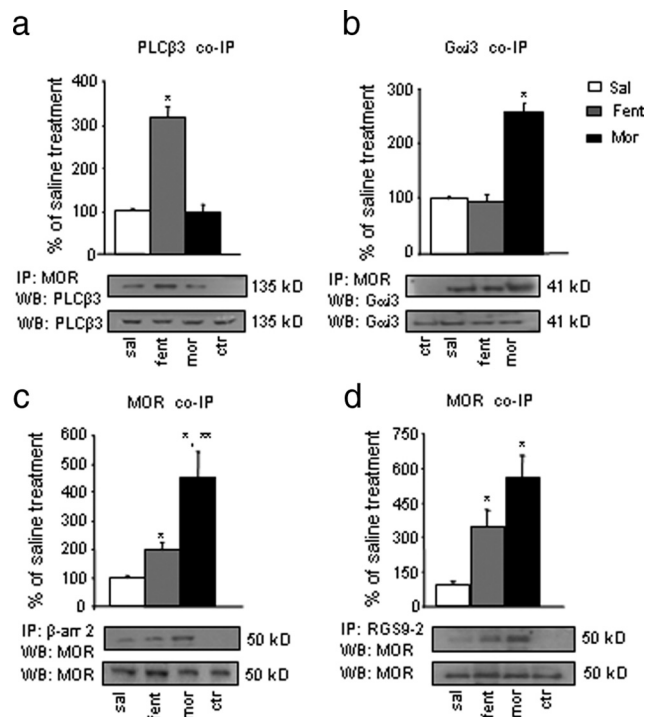 a
PLCβ3 co-IP
% of saline treatment
400
300
200
100
0
*
IP: MOR
WB: PLCβ3
135 kD
WB: PLCβ3
135 kD
sal
fent
mor
ctr
b
Gαi3 co-IP
% of saline treatment
300
200
100
0
*
Sal
Fent
Mor
IP: MOR
WB: Gαi3
41 kD
WB: Gαi3
41 kD
ctr
sal
fent
mor
c
MOR co-IP
% of saline treatment
600
500
400
300
200
100
0
*
*, **
IP: β-arr 2
WB: MOR
50 kD
WB: MOR
50 kD
sal
fent
mor
ctr
d
MOR co-IP
% of saline treatment
750
600
450
300
150
0
*
*
IP: RGS9-2
WB: MOR
50 kD
WB: MOR
50 kD
sal
fent
mor
ctr